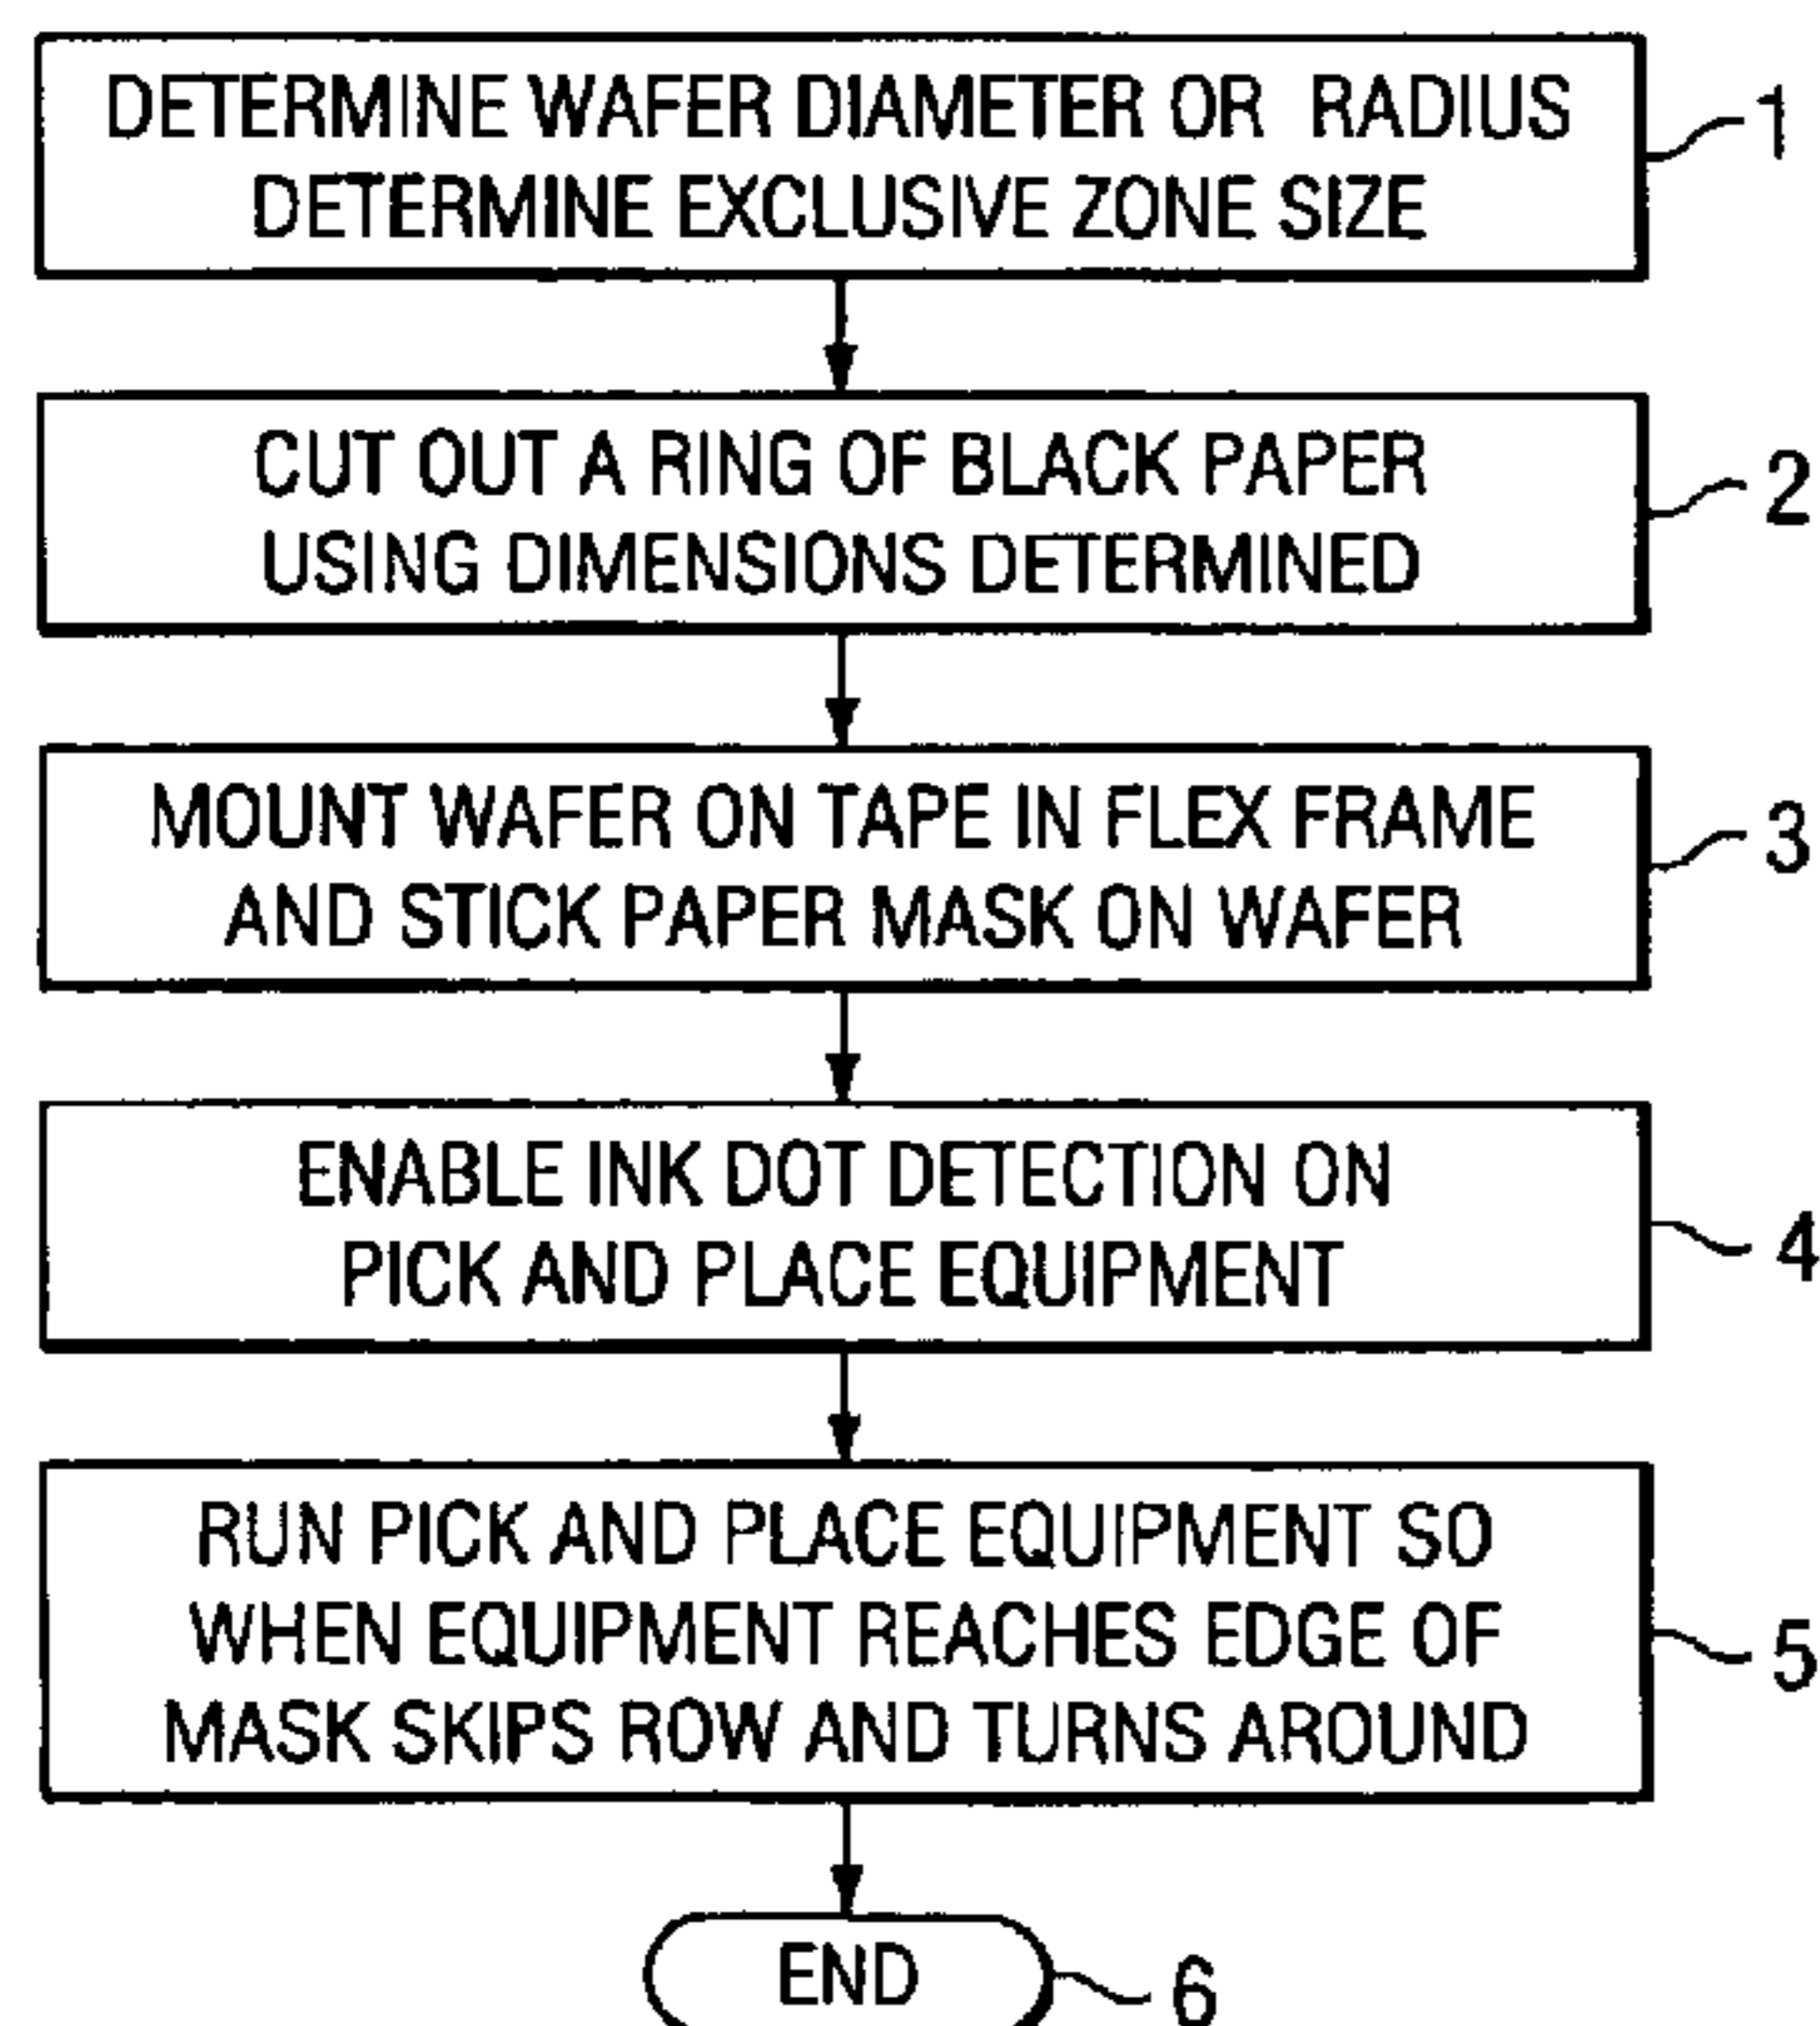 DETERMINE WAFER DIAMETER OR RADIUS
DETERMINE EXCLUSIVE ZONE SIZE
1
CUT OUT A RING OF BLACK PAPER
USING DIMENSIONS DETERMINED
2
MOUNT WAFER ON TAPE IN FLEX FRAME
AND STICK PAPER MASK ON WAFER
3
ENABLE INK DOT DETECTION ON
PICK AND PLACE EQUIPMENT
4
RUN PICK AND PLACE EQUIPMENT SO
WHEN EQUIPMENT REACHES EDGE OF
MASK SKIPS ROW AND TURNS AROUND
5
END
6